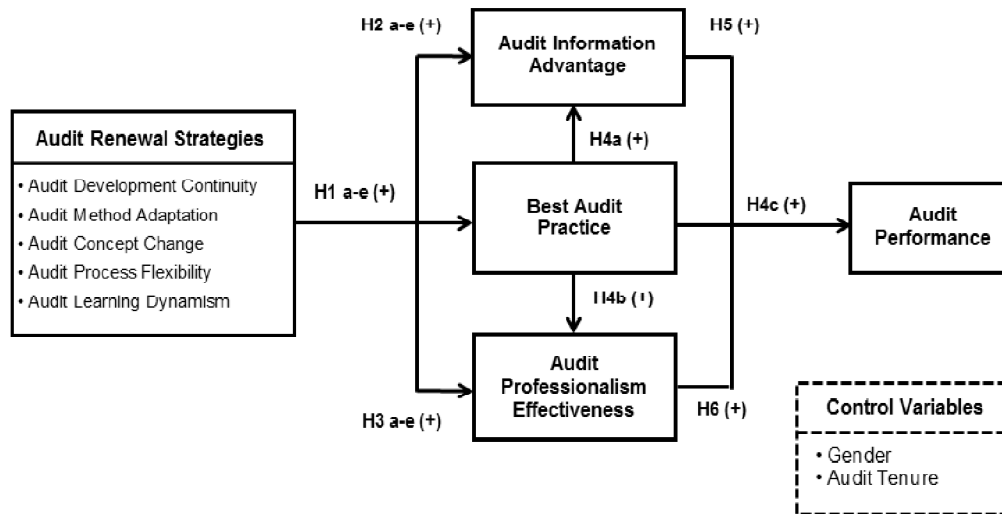 H2 a-e (+)
Audit Information
Advantage
H5 (+)
Audit Renewal Strategies
• Audit Development Continuity
• Audit Method Adaptation
• Audit Concept Change
• Audit Process Flexibility
• Audit Learning Dynamism
H1 a-e (+)
H4a (+)
Best Audit
Practice
H4c (+)
Audit
Performance
H4b (+)
Audit
Professionalism
Effectiveness
H3 a-e (+)
H6 (+)
Control Variables
• Gender
• Audit Tenure